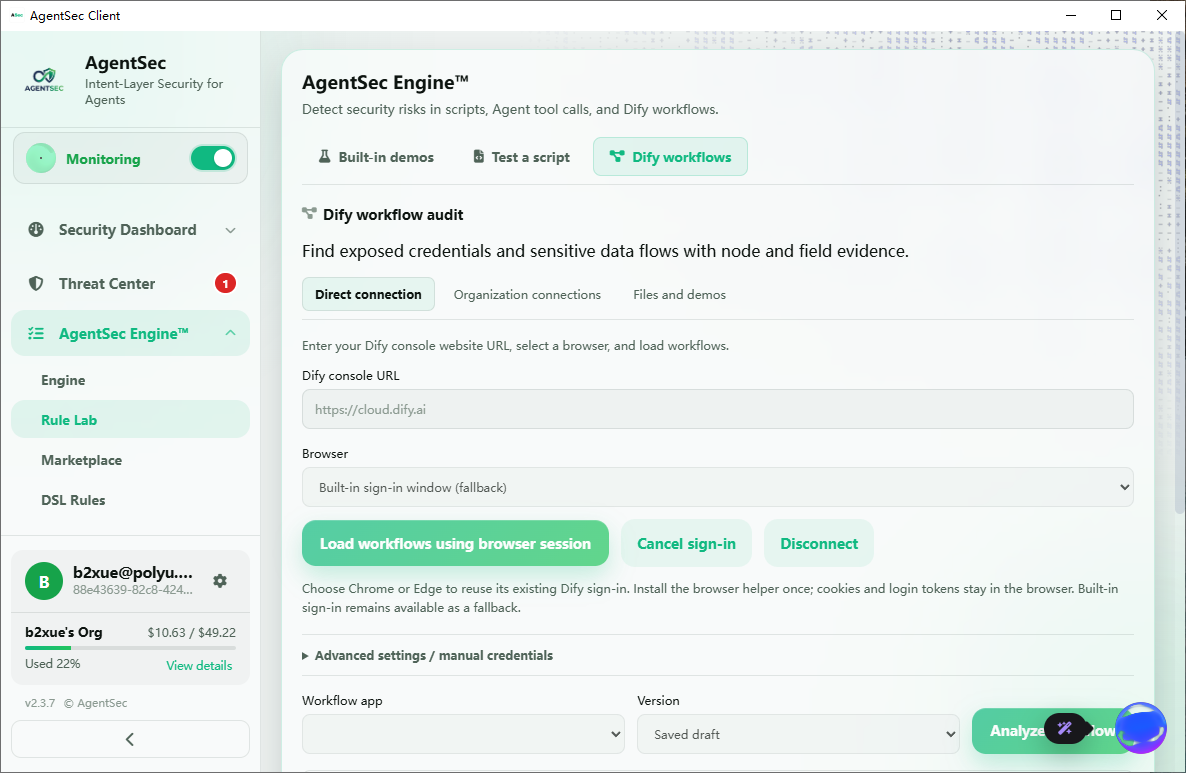 AgentSec Client
AGENTSEC
AgentSec
Intent-Layer Security for
Agents
Monitoring
Security Dashboard
Threat Center
1
AgentSec Engine™
Engine
Rule Lab
Marketplace
DSL Rules
B
b2xue@polyu....
88e43639-82c8-424...
b2xue's Org
$10.63 / $49.22
Used 22%
View details
v2.3.7 © AgentSec
AgentSec Engine™
Detect security risks in scripts, Agent tool calls, and Dify workflows.
Built-in demos
Test a script
Dify workflows
Dify workflow audit
Find exposed credentials and sensitive data flows with node and field evidence.
Direct connection
Organization connections
Files and demos
Enter your Dify console website URL, select a browser, and load workflows.
Dify console URL
https://cloud.dify.ai
Browser
Built-in sign-in window (fallback)
Load workflows using browser session
Cancel sign-in
Disconnect
Choose Chrome or Edge to reuse its existing Dify sign-in. Install the browser helper once; cookies and login tokens stay in the browser. Built-in
sign-in remains available as a fallback.
Advanced settings / manual credentials
Workflow app
Version
Saved draft
Analyze